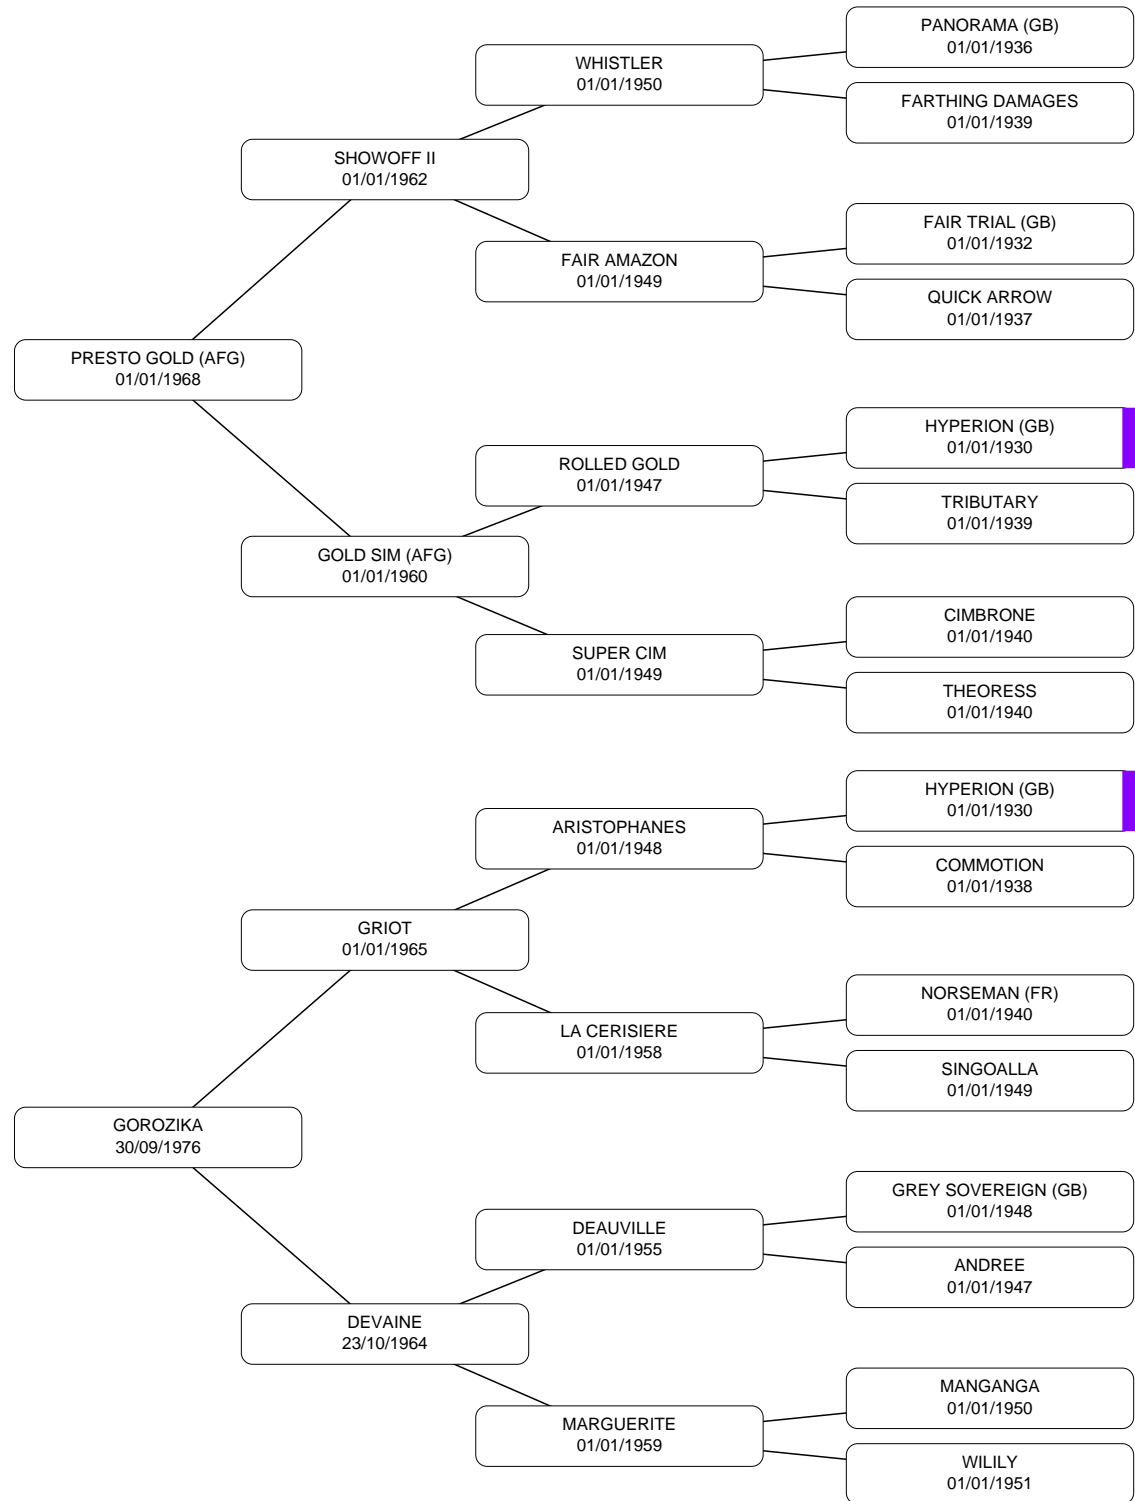 PANORAMA (GB)
01/01/1936
WHISTLER
01/01/1950
FARTHING DAMAGES
01/01/1939
SHOWOFF II
01/01/1962
FAIR TRIAL (GB)
01/01/1932
FAIR AMAZON
01/01/1949
QUICK ARROW
01/01/1937
PRESTO GOLD (AFG)
01/01/1968
HYPERION (GB)
01/01/1930
ROLLED GOLD
01/01/1947
TRIBUTARY
01/01/1939
GOLD SIM (AFG)
01/01/1960
CIMBRONE
01/01/1940
SUPER CIM
01/01/1949
THEORESS
01/01/1940
HYPERION (GB)
01/01/1930
ARISTOPHANES
01/01/1948
COMMOTION
01/01/1938
GRIOT
01/01/1965
NORSEMAN (FR)
01/01/1940
LA CERISIERE
01/01/1958
SINGOALLA
01/01/1949
GOROZIKA
30/09/1976
GREY SOVEREIGN (GB)
01/01/1948
DEAUVILLE
01/01/1955
ANDREE
01/01/1947
DEVAINE
23/10/1964
MANGANGA
01/01/1950
MARGUERITE
01/01/1959
WILILY
01/01/1951